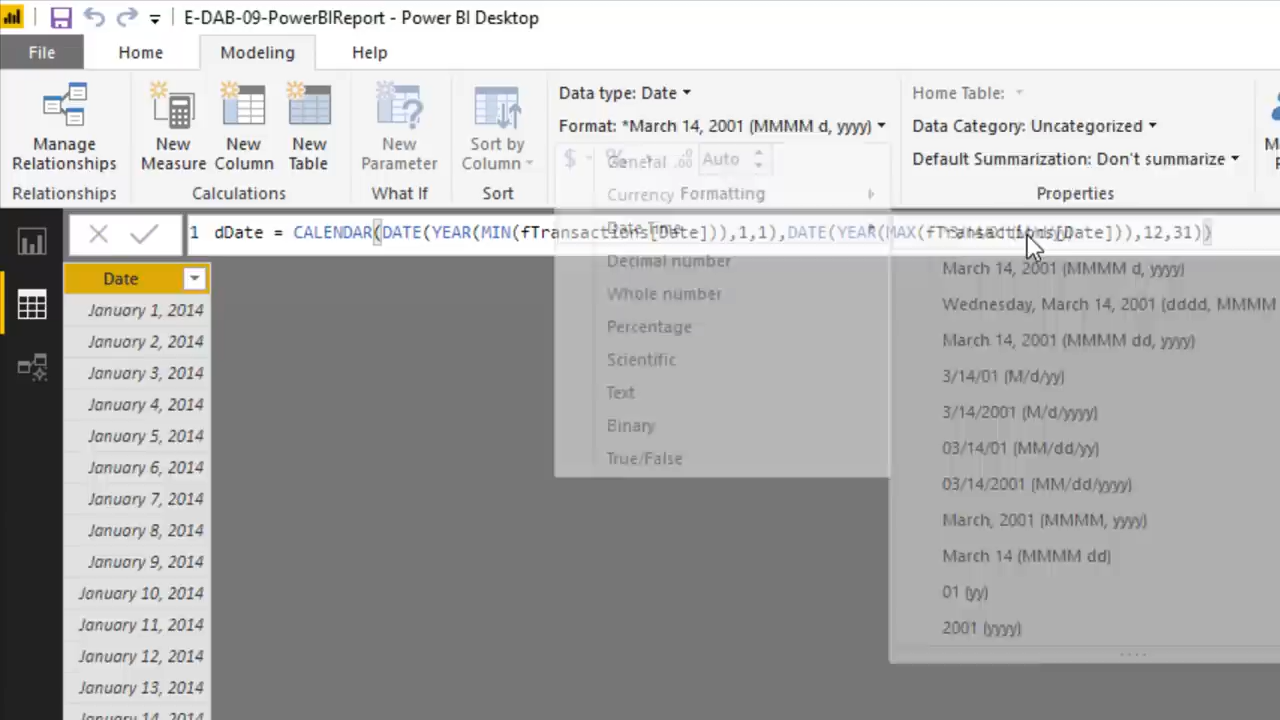 E-DAB-09-PowerBIReport - Power BI Desktop
File Home Modeling Help
Manage Relationships
New Measure
New Column
New Table
New Parameter
Sort by Column
Data type: Date
Format: *March 14, 2001 (MMMM d, yyyy)
$ % , .00 Auto
Home Table:
Data Category: Uncategorized
Default Summarization: Don't summarize
Relationships Calculations What If Sort Formatting Properties
1 dDate = CALENDAR(DATE(YEAR(MIN(fTransactions[Date])),1,1),DATE(YEAR(MAX(fTransactions[Date])),12,31))
General
Currency
Date Time
Decimal number
Whole number
Percentage
Scientific
Text
Binary
True/False
March 14, 2001 (MMMM d, yyyy)
Wednesday, March 14, 2001 (dddd, MMMM
March 14, 2001 (MMMM dd, yyyy)
3/14/01 (M/d/yy)
3/14/2001 (M/d/yyyy)
03/14/01 (MM/dd/yy)
03/14/2001 (MM/dd/yyyy)
March, 2001 (MMMM, yyyy)
March 14 (MMMM dd)
01 (yy)
2001 (yyyy)
Date
January 1, 2014
January 2, 2014
January 3, 2014
January 4, 2014
January 5, 2014
January 6, 2014
January 7, 2014
January 8, 2014
January 9, 2014
January 10, 2014
January 11, 2014
January 12, 2014
January 13, 2014
January 14, 2014